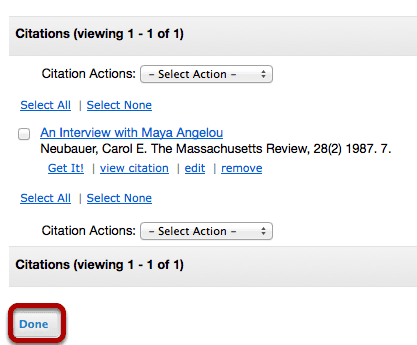 Citations (viewing 1 - 1 of 1)
Citation Actions: – Select Action –
Select All | Select None
An Interview with Maya Angelou
Neubauer, Carol E. The Massachusetts Review, 28(2) 1987. 7.
Get It! | view citation | edit | remove
Select All | Select None
Citation Actions: – Select Action –
Citations (viewing 1 - 1 of 1)
Done